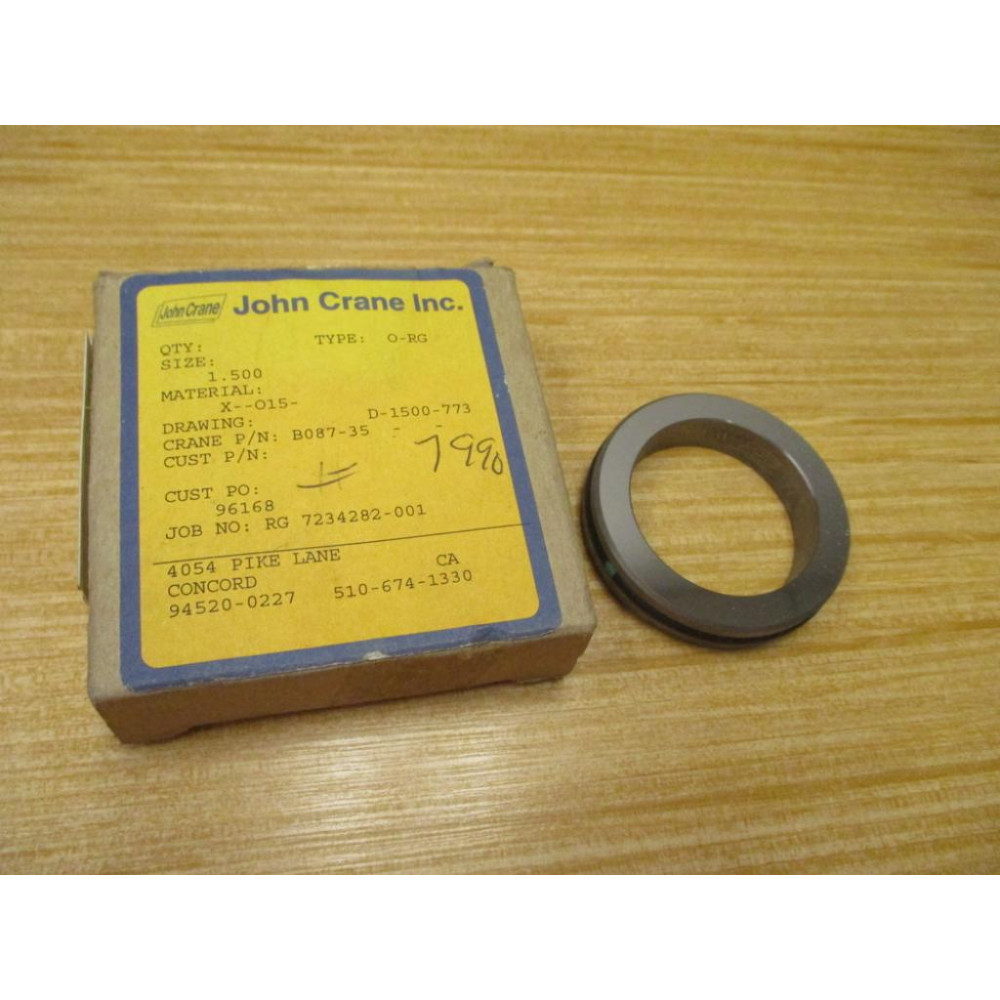 John Crane John Crane Inc.
QTY: TYPE: O-RG
SIZE:
1.500
MATERIAL:
X--O15-
DRAWING: D-1500-773
CRANE P/N: B087-35 - -
CUST P/N:
7990
CUST PO:
96168
JOB NO: RG 7234282-001
4054 PIKE LANE
CONCORD CA
94520-0227 510-674-1330